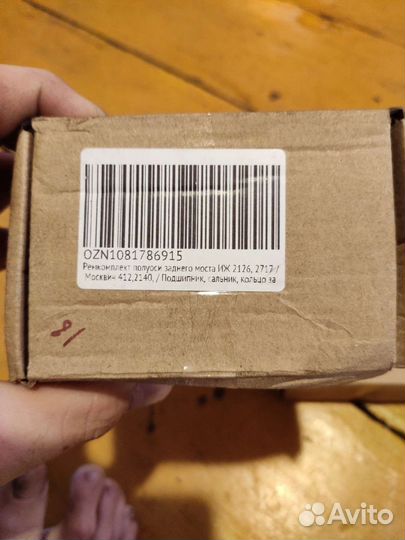 OZN1081786915
Ремкомплект полуоси заднего моста ИЖ 2126, 2717 /
Москвич 412,2140, / Подшипник, сальник, кольцо за
81
Avito